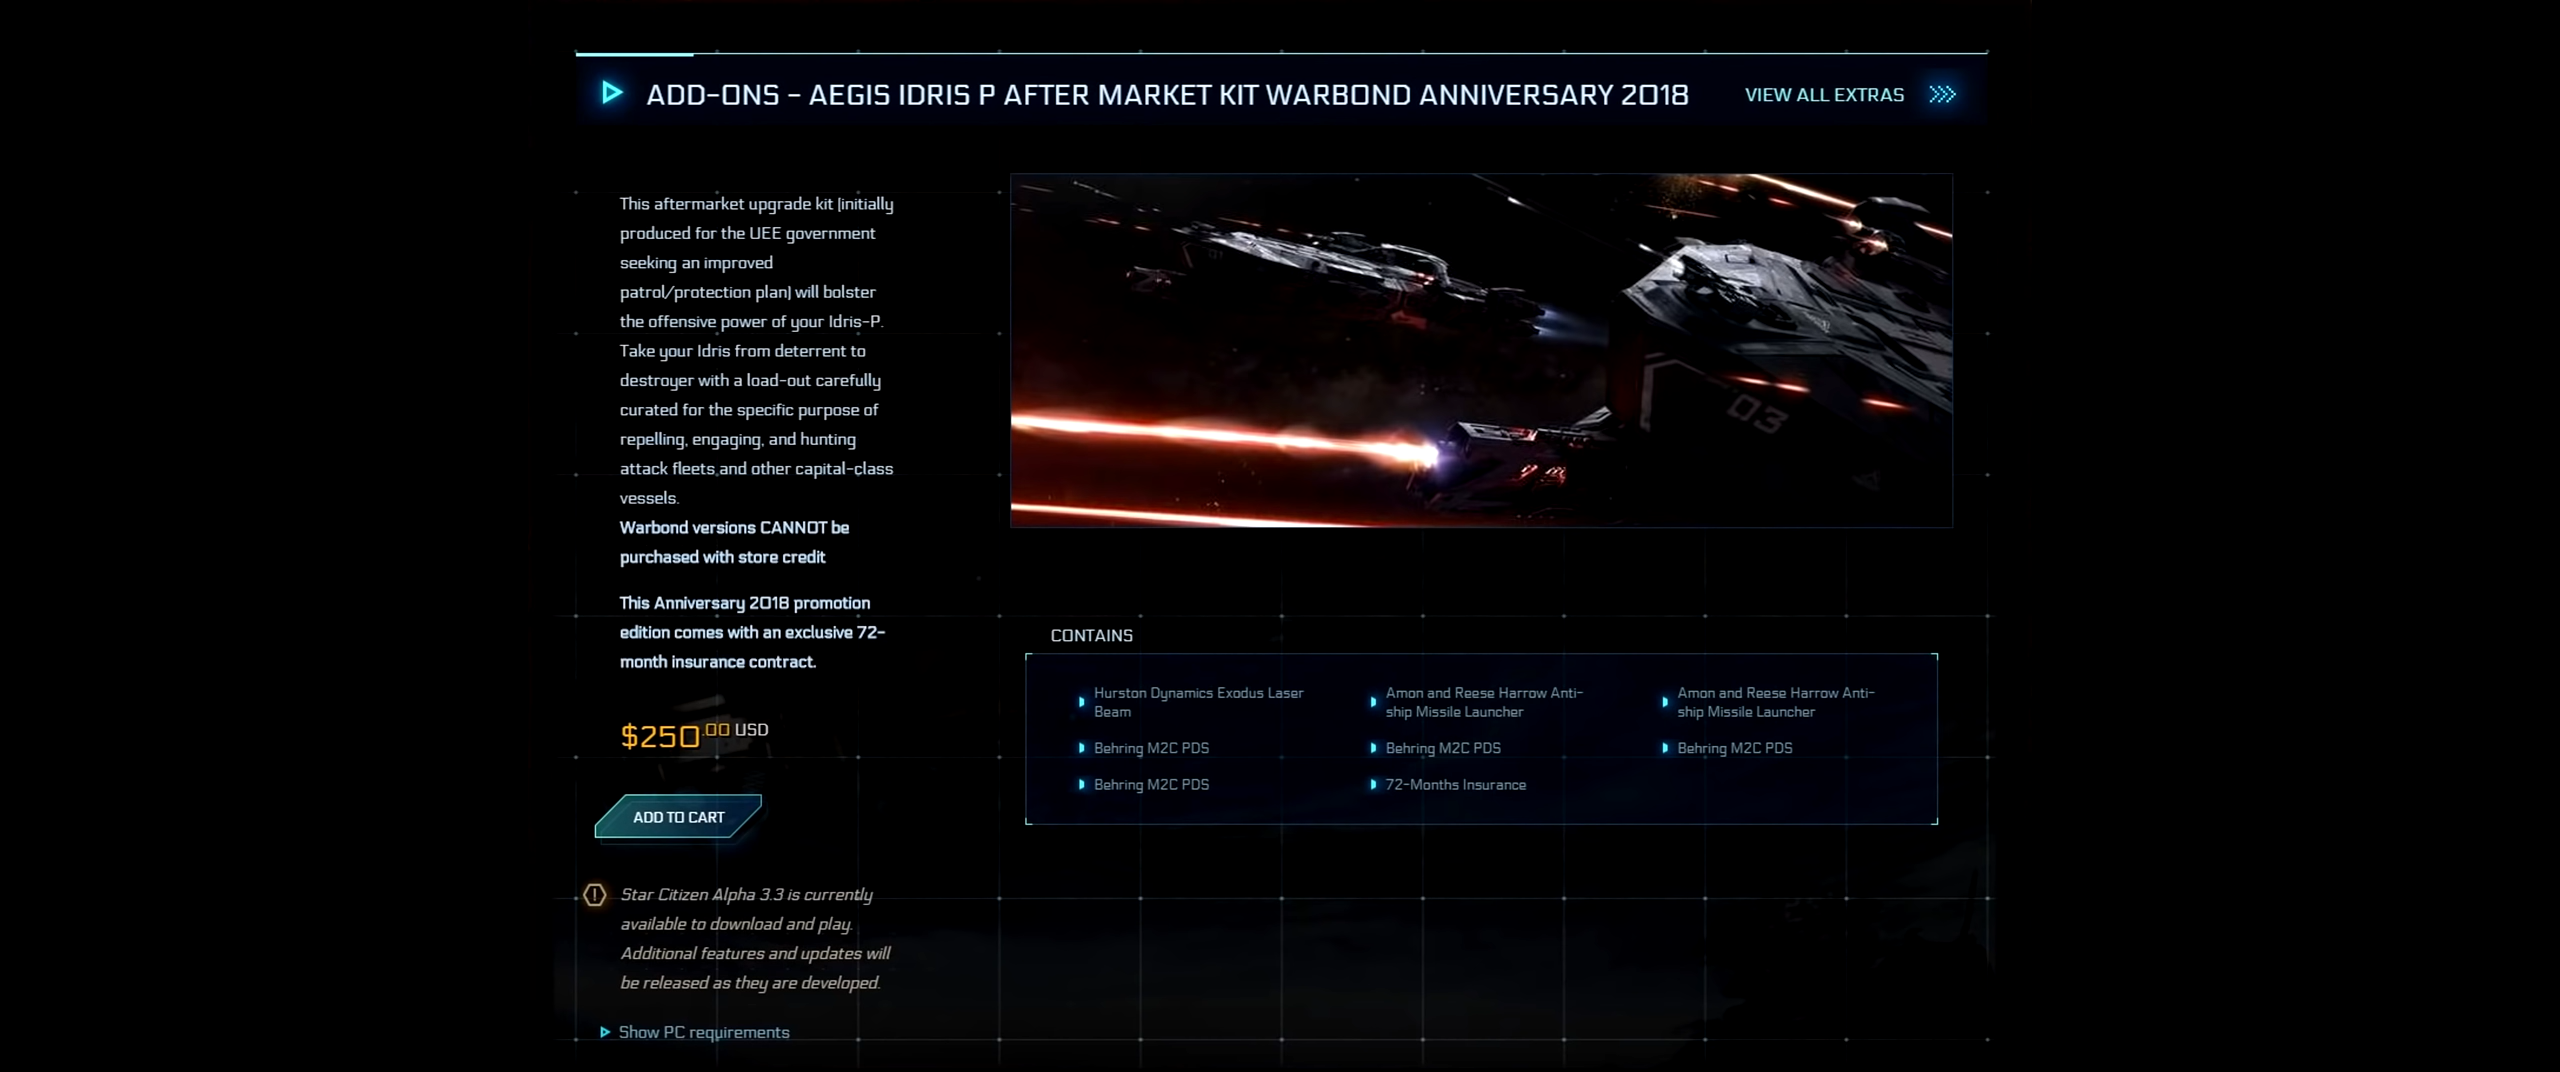 ADD-ONS - AEGIS IDRIS P AFTER MARKET KIT WARBOND ANNIVERSARY 2018
VIEW ALL EXTRAS
This aftermarket upgrade kit (initially
produced for the UEE government
seeking an improved
patrol/protection plan) will bolster
the offensive power of your Idris-P.
Take your Idris from deterrent to
destroyer with a load-out carefully
curated for the specific purpose of
repelling, engaging, and hunting
attack fleets and other capital-class
vessels.
Warbond versions CANNOT be
purchased with store credit
This Anniversary 2018 promotion
edition comes with an exclusive 72-
month insurance contract.
$250.00 USD
ADD TO CART
Star Citizen Alpha 3.3 is currently
available to download and play.
Additional features and updates will
be released as they are developed.
Show PC requirements
03
CONTAINS
Hurston Dynamics Exodus Laser
Beam
Amon and Reese Harrow Anti-
ship Missile Launcher
Amon and Reese Harrow Anti-
ship Missile Launcher
Behring M2C PDS
Behring M2C PDS
Behring M2C PDS
Behring M2C PDS
72-Months Insurance